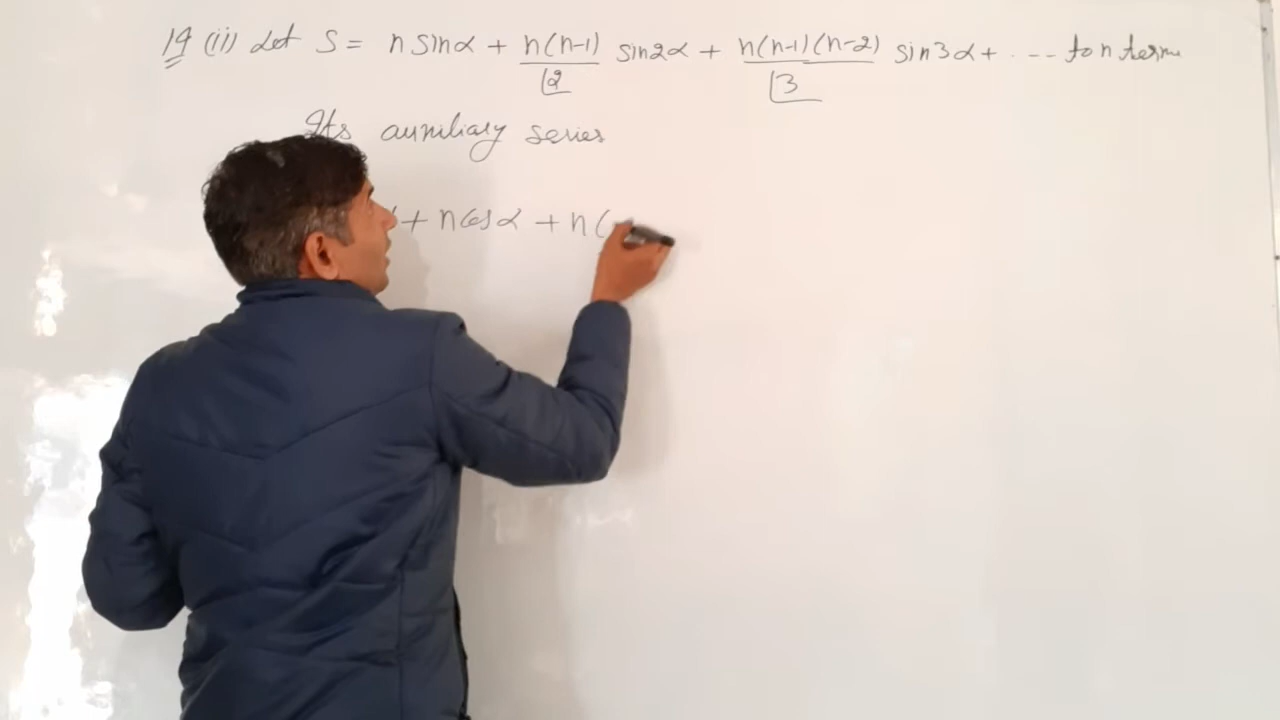 19 (ii) Let S = n sinα + n(n-1)/⌊2 sin2α + n(n-1)(n-2)/⌊3 sin3α + .... to n terms
Its auxiliary series
+ n cosα + n(